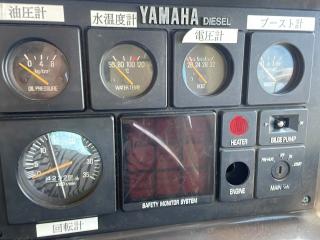 油圧計
水温度計
YAMAHA DIESEL
電圧計
ブースト計
OIL PRESSURE
WATER TEMP
VOLT
HEATER
BILGE PUMP
SAFETY MONITOR SYSTEM
ENGINE
MAIN SW
回転計